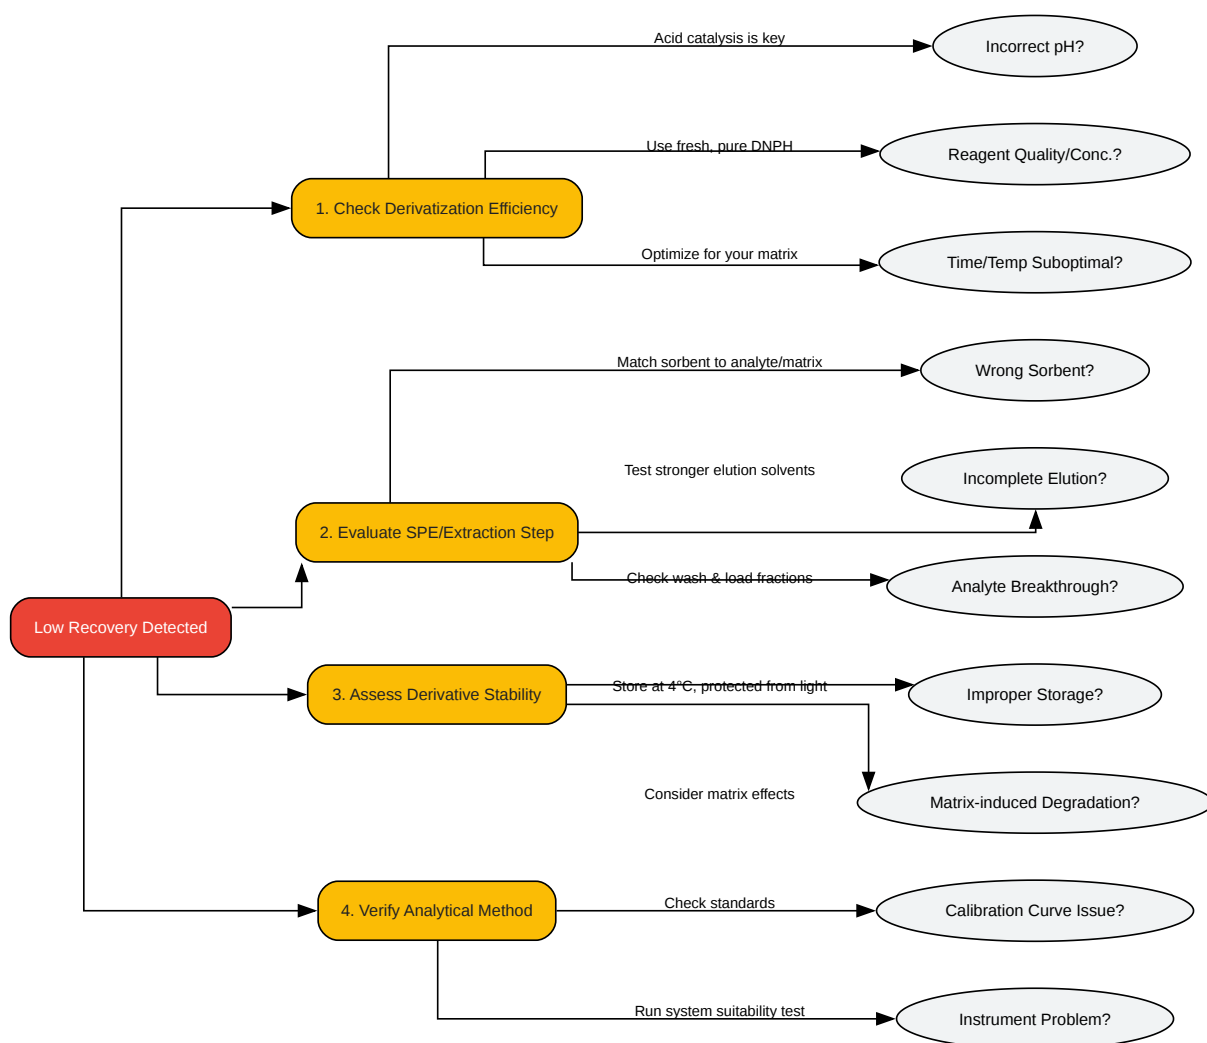 Acid catalysis is key
Incorrect pH?
Use fresh, pure DNPH
Reagent Quality/Conc.?
1. Check Derivatization Efficiency
Optimize for your matrix
Time/Temp Suboptimal?
Match sorbent to analyte/matrix
Wrong Sorbent?
Test stronger elution solvents
Incomplete Elution?
2. Evaluate SPE/Extraction Step
Check wash & load fractions
Analyte Breakthrough?
Low Recovery Detected
3. Assess Derivative Stability
Store at 4°C, protected from light
Improper Storage?
Consider matrix effects
Matrix-induced Degradation?
4. Verify Analytical Method
Check standards
Calibration Curve Issue?
Run system suitability test
Instrument Problem?